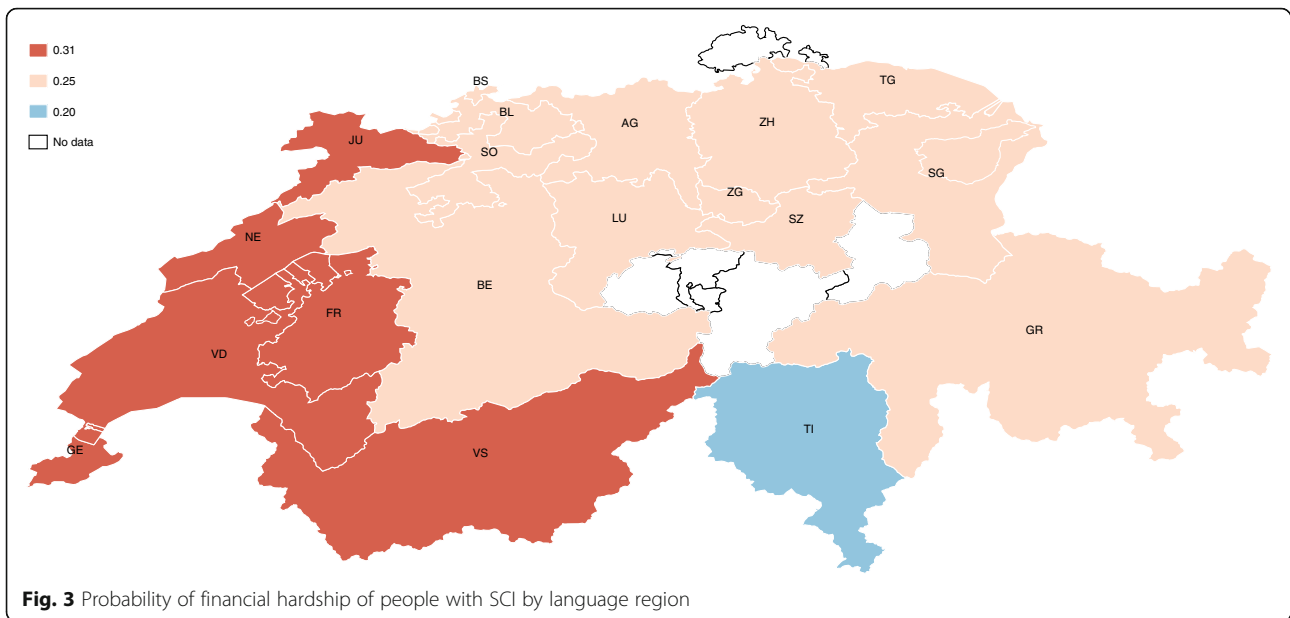 0.31
0.25
0.20
No data
BS
TG
BL
AG
ZH
JU
SO
SG
ZG
LU
SZ
NE
BE
FR
GR
VD
TI
GE
VS
Fig. 3 Probability of financial hardship of people with SCI by language region